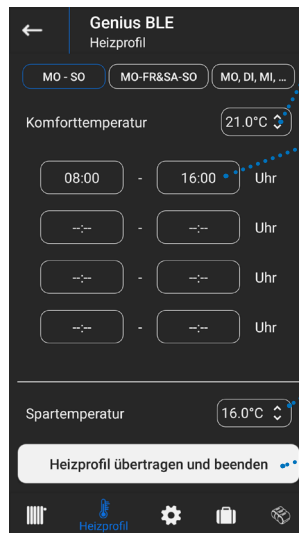 Genius BLE
Heizprofil
MO - SO MO-FR&SA-SO MO, DI, MI, ...
Komforttemperatur 21.0°C
08:00 - 16:00 Uhr
--:-- - --:-- Uhr
--:-- - --:-- Uhr
--:-- - --:-- Uhr
Spartemperatur 16.0°C
Heizprofil übertragen und beenden
Heizprofil